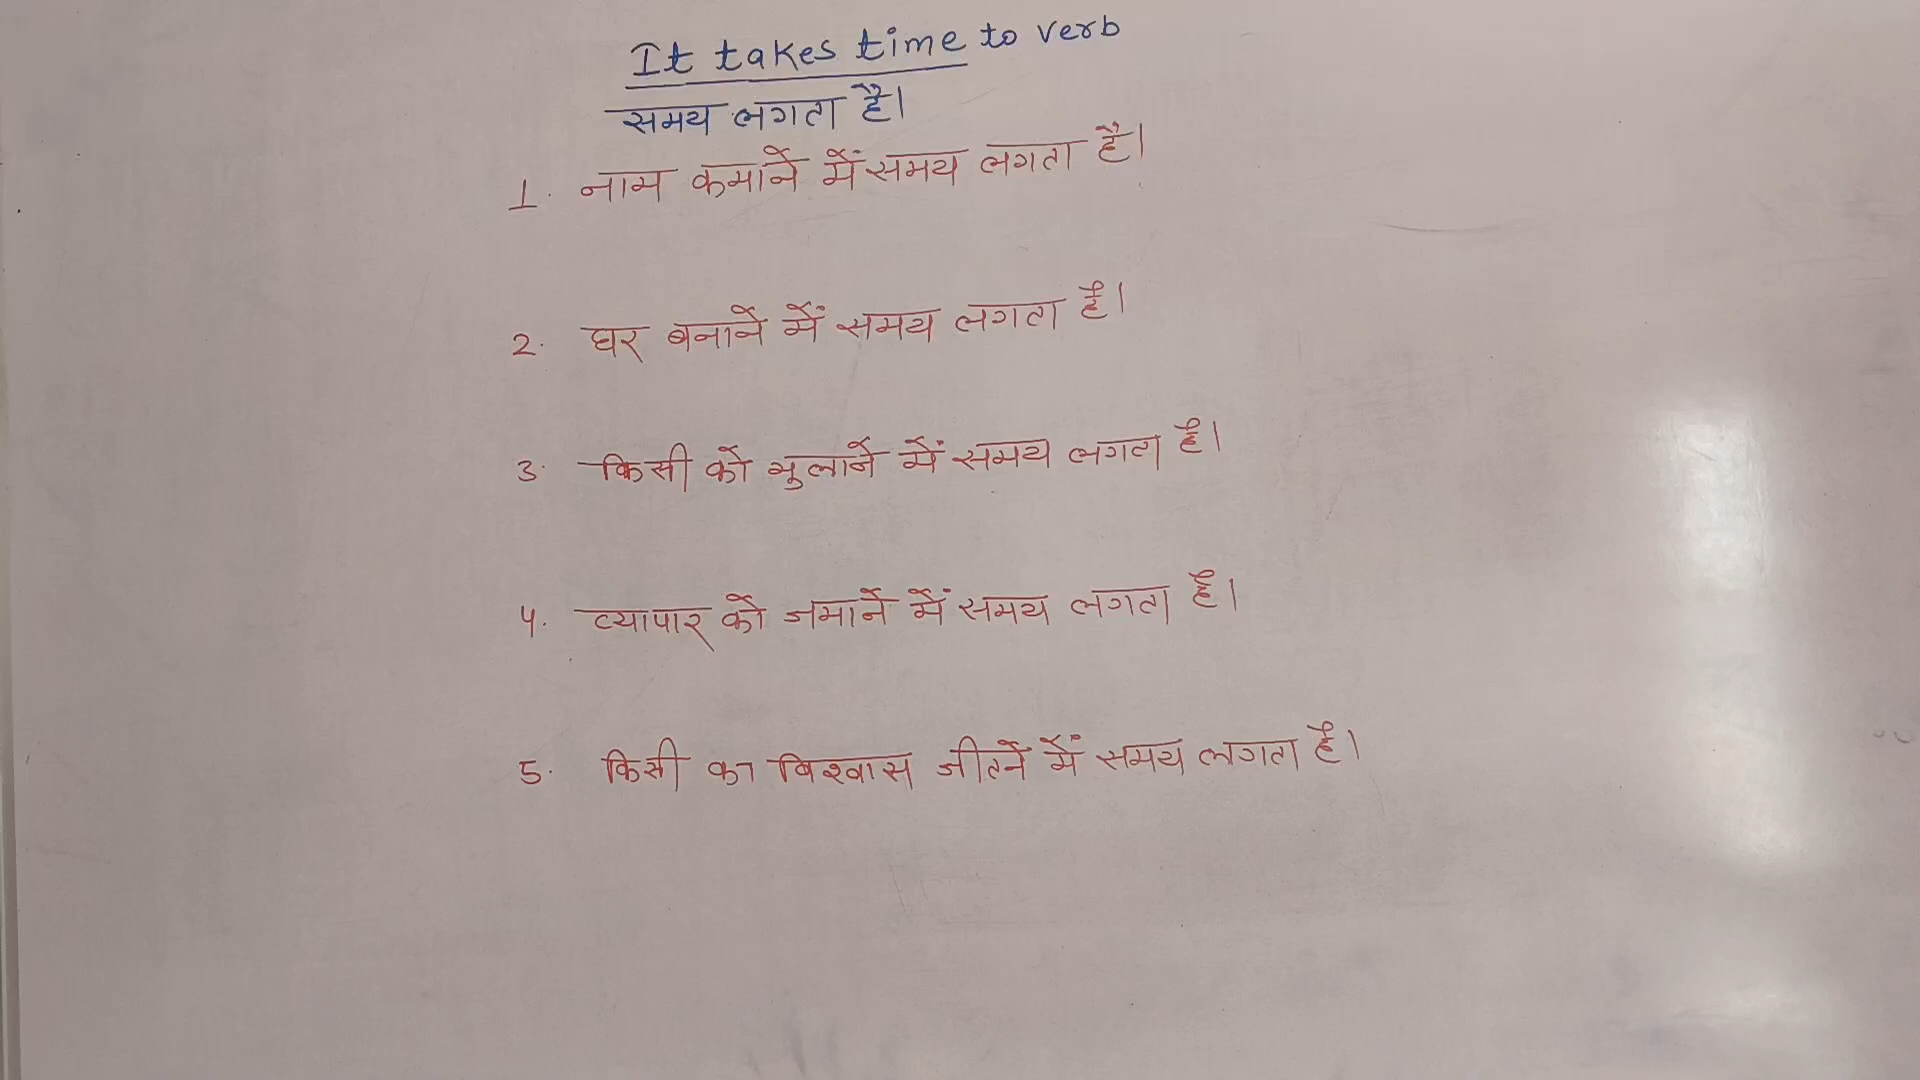 It takes time to verb
समय लगता है।
1. नाम कमाने में समय लगता है।
2. घर बनाने में समय लगता है।
3. किसी को भुलाने में समय लगता है।
4. व्यापार को जमाने में समय लगता है।
5. किसी का विश्वास जीतने में समय लगता है।